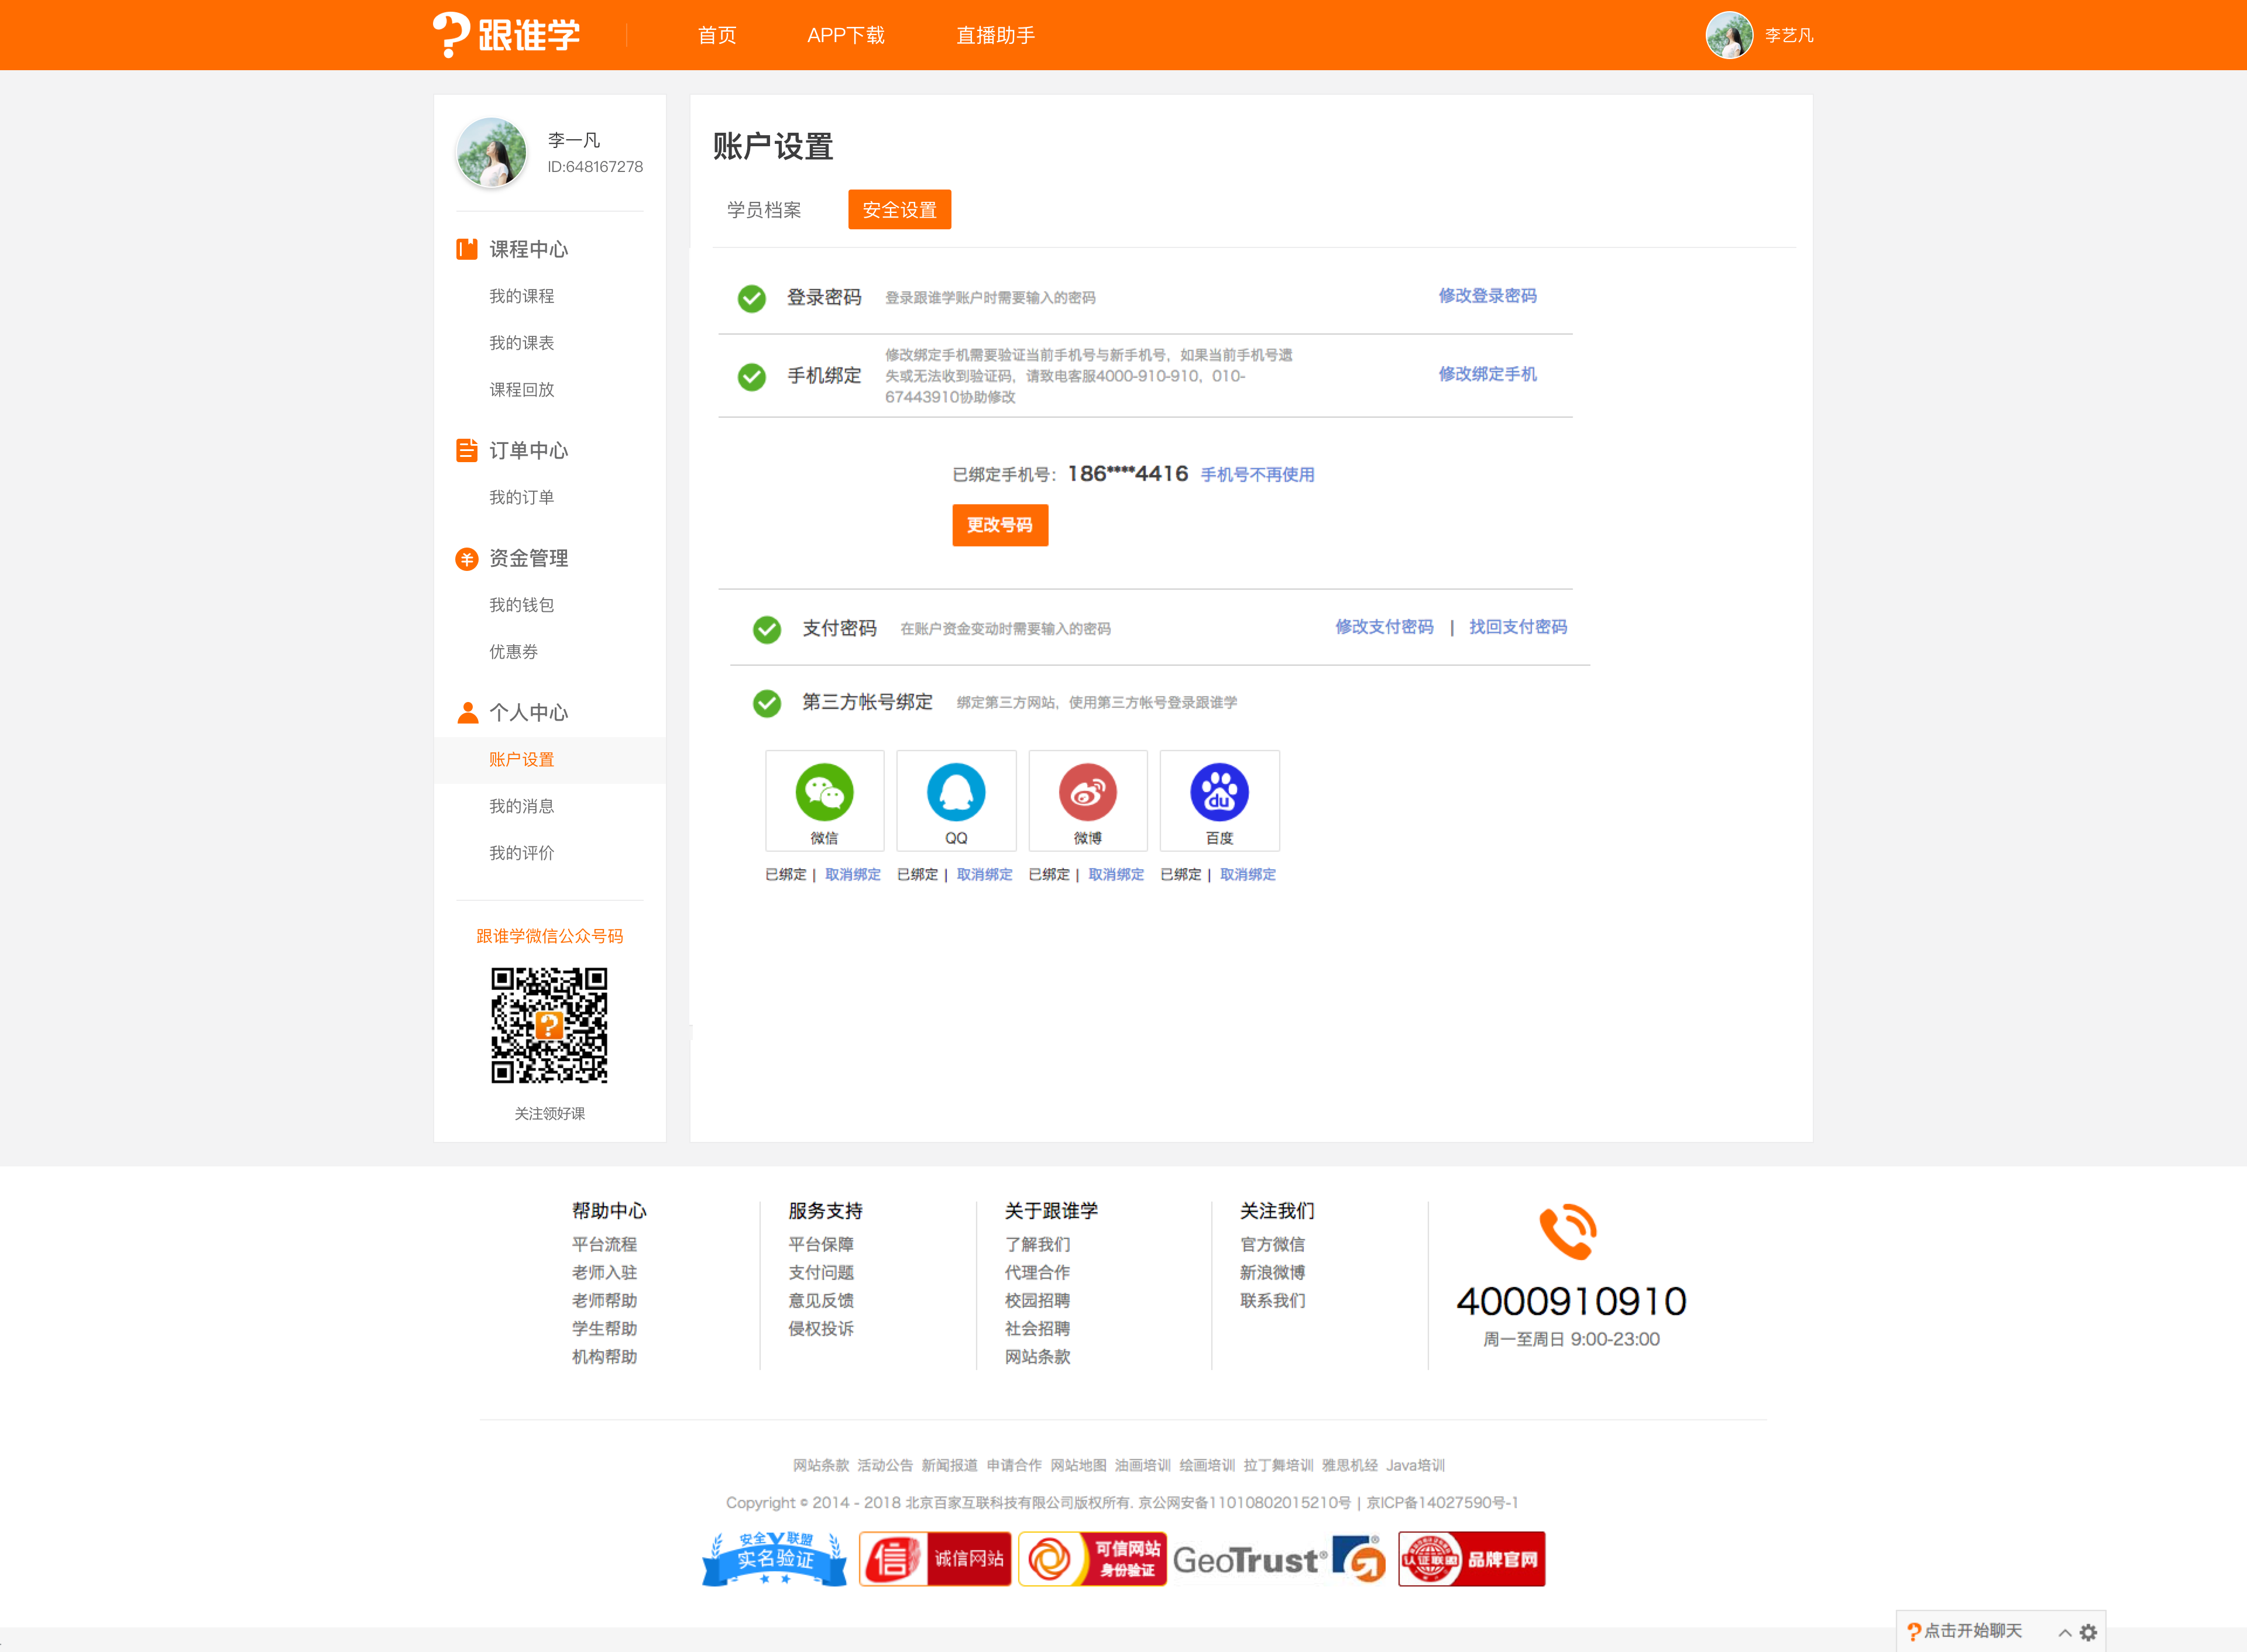 跟谁学
首页
APP下载
直播助手
李艺凡
李一凡
ID:648167278
课程中心
我的课程
我的课表
课程回放
订单中心
我的订单
资金管理
我的钱包
优惠券
个人中心
账户设置
我的消息
我的评价
跟谁学微信公众号码
关注领好课
账户设置
学员档案
安全设置
登录密码
登录跟谁学账户时需要输入的密码
修改登录密码
手机绑定
修改绑定手机需要验证当前手机号与新手机号，如果当前手机号遗
失或无法收到验证码，请致电客服4000-910-910，010-
67443910协助修改
修改绑定手机
已绑定手机号：186****4416 手机号不再使用
更改号码
支付密码
在账户资金变动时需要输入的密码
修改支付密码 | 找回支付密码
第三方帐号绑定
绑定第三方网站，使用第三方帐号登录跟谁学
微信
QQ
微博
du
百度
已绑定 | 取消绑定
已绑定 | 取消绑定
已绑定 | 取消绑定
已绑定 | 取消绑定
帮助中心
平台流程
老师入驻
老师帮助
学生帮助
机构帮助
服务支持
平台保障
支付问题
意见反馈
侵权投诉
关于跟谁学
了解我们
代理合作
校园招聘
社会招聘
网站条款
关注我们
官方微信
新浪微博
联系我们
4000910910
周一至周日 9:00-23:00
网站条款 活动公告 新闻报道 申请合作 网站地图 油画培训 绘画培训 拉丁舞培训 雅思机经 Java培训
Copyright © 2014 - 2018 北京百家互联科技有限公司版权所有. 京公网安备11010802015210号 | 京ICP备14027590号-1
安全联盟
实名验证
信
诚信网站
可信网站
身份验证
GeoTrust®
认证联盟
品牌官网
点击开始聊天